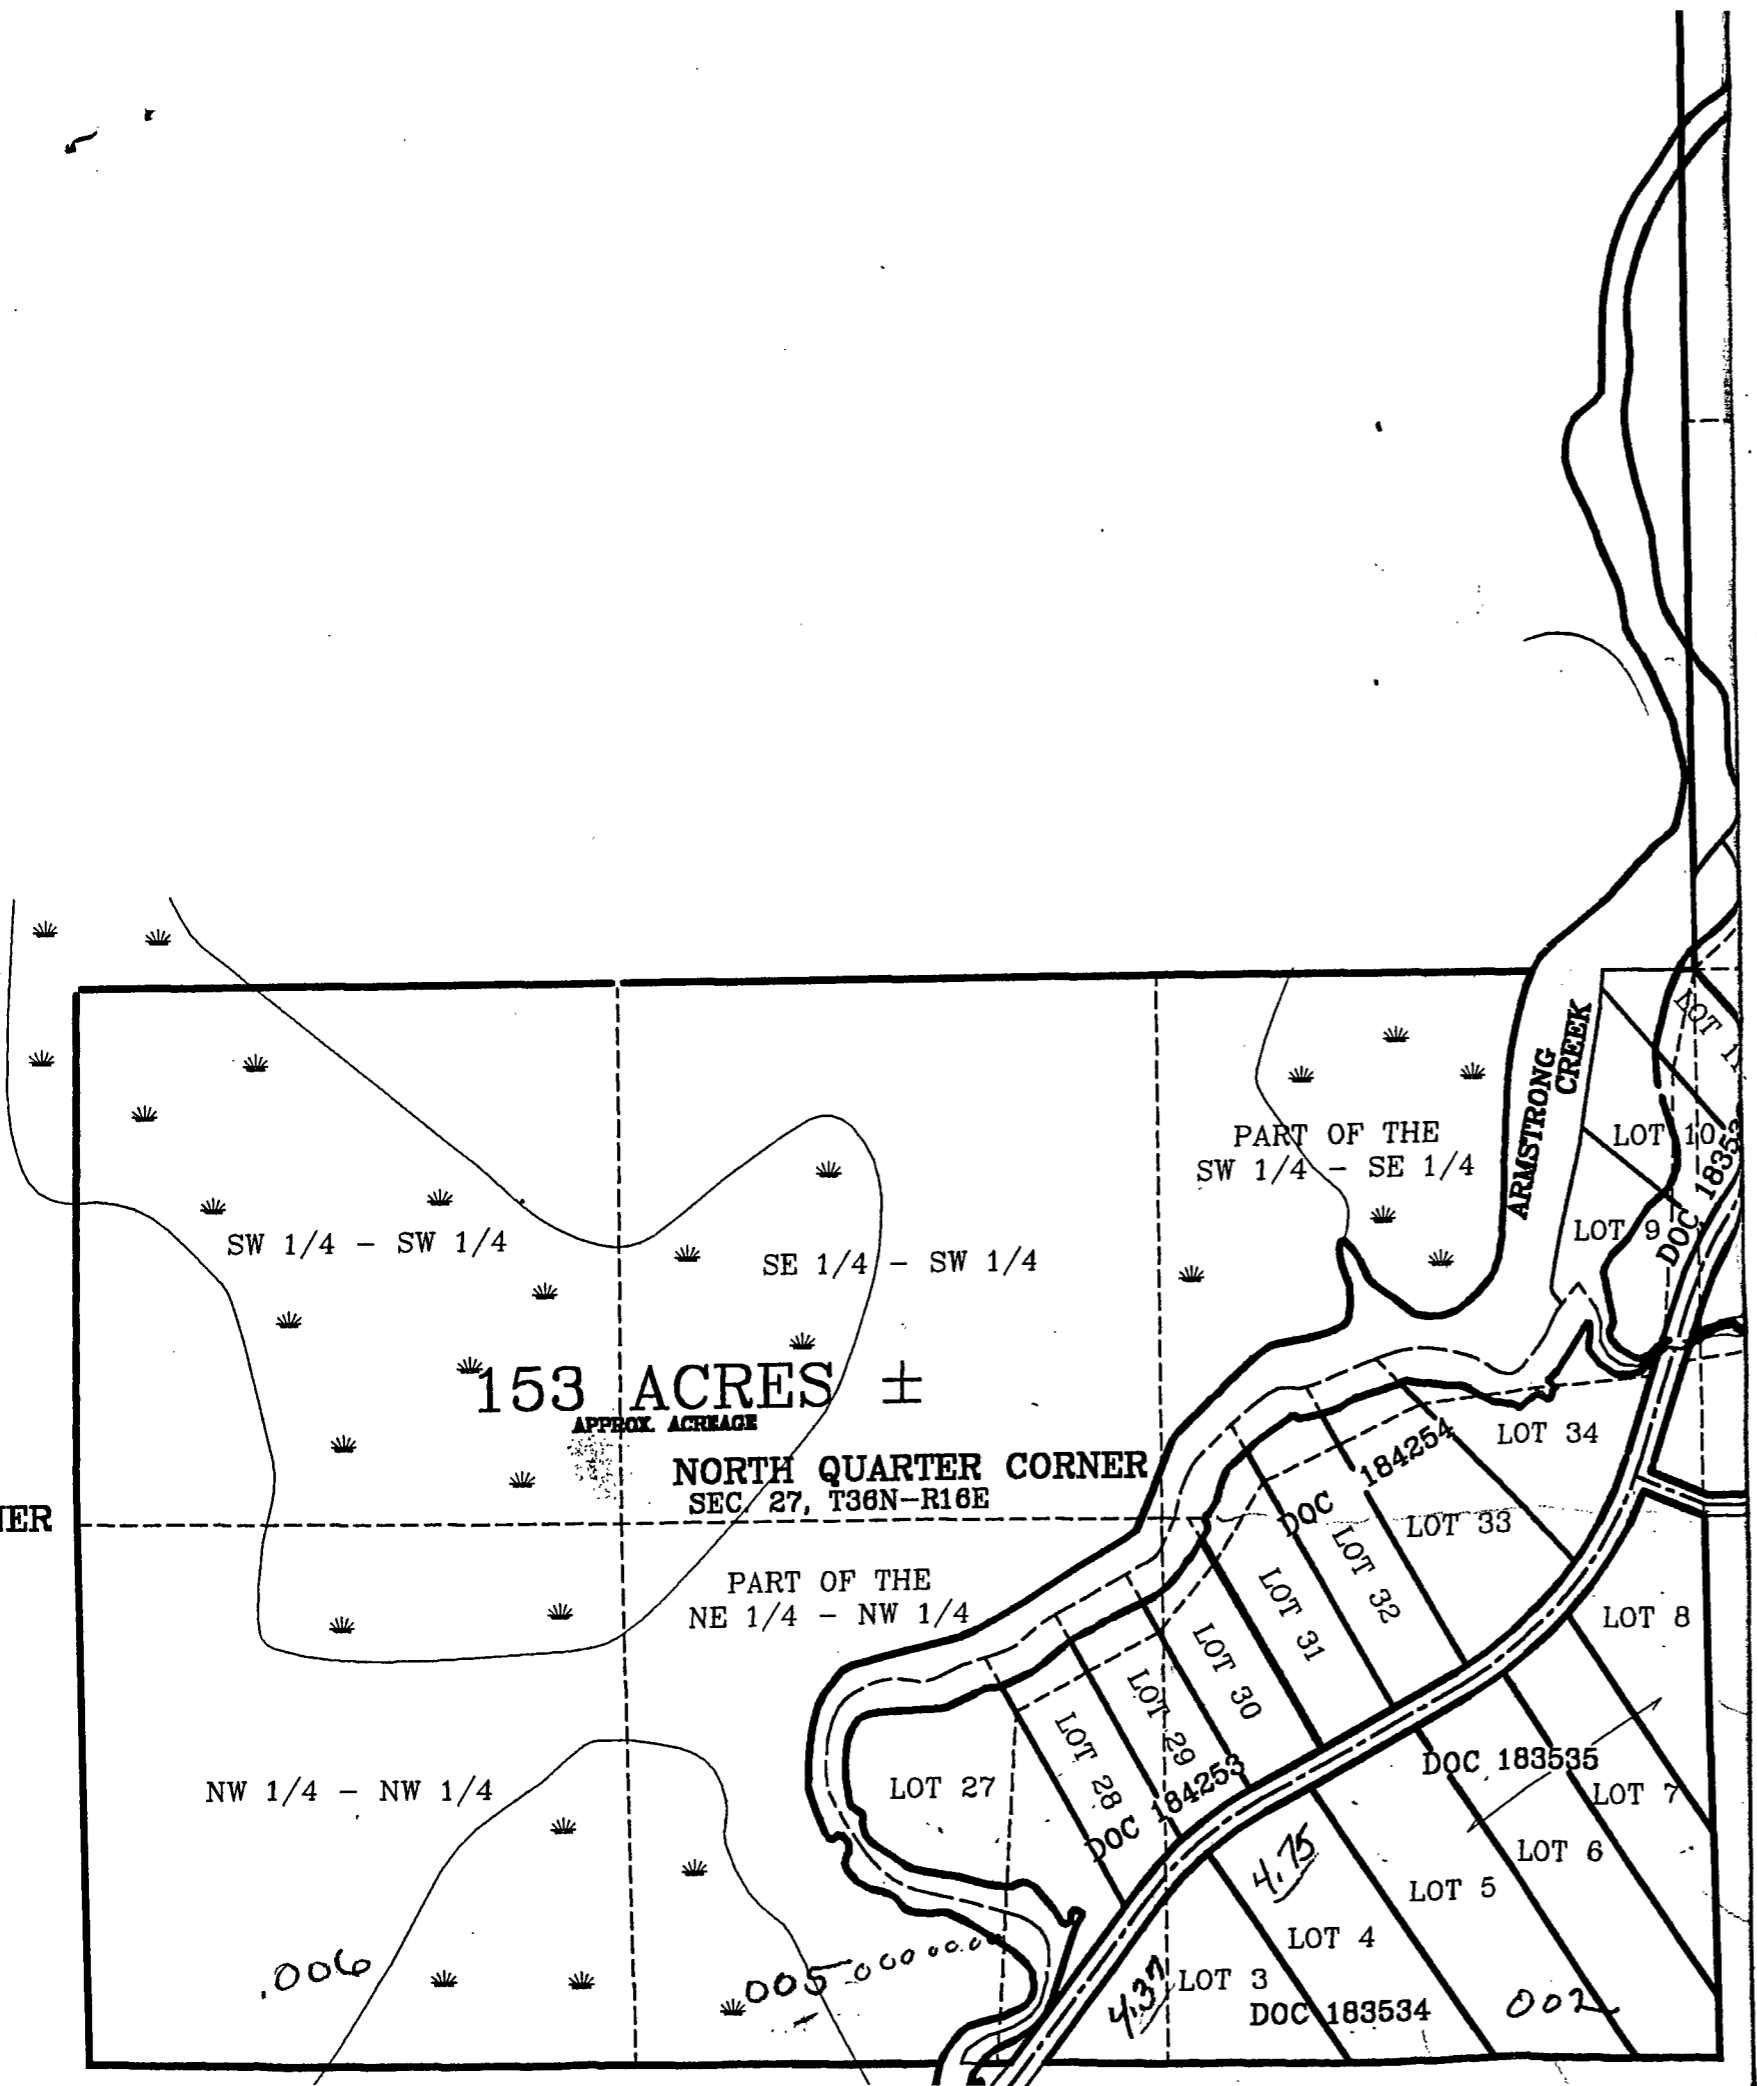 ARMSTRONG
CREEK
PART OF THE
SW 1/4 - SE 1/4
LOT 10
LOT 9
DOC
SW 1/4 - SW 1/4
SE 1/4 - SW 1/4
153 ACRES ±
APPROX. ACREAGE
NORTH QUARTER CORNER
SEC. 27, T36N-R16E
LOT 34
DOC 184254
LOT 33
LOT 32
LOT 31
LOT 30
LOT 29
LOT 28
LOT 27
DOC 184253
PART OF THE
NE 1/4 - NW 1/4
NW 1/4 - NW 1/4
LOT 8
DOC 183535
LOT 7
LOT 6
LOT 5
4.75
LOT 4
LOT 3
4.37
DOC 183534
002
.006
005